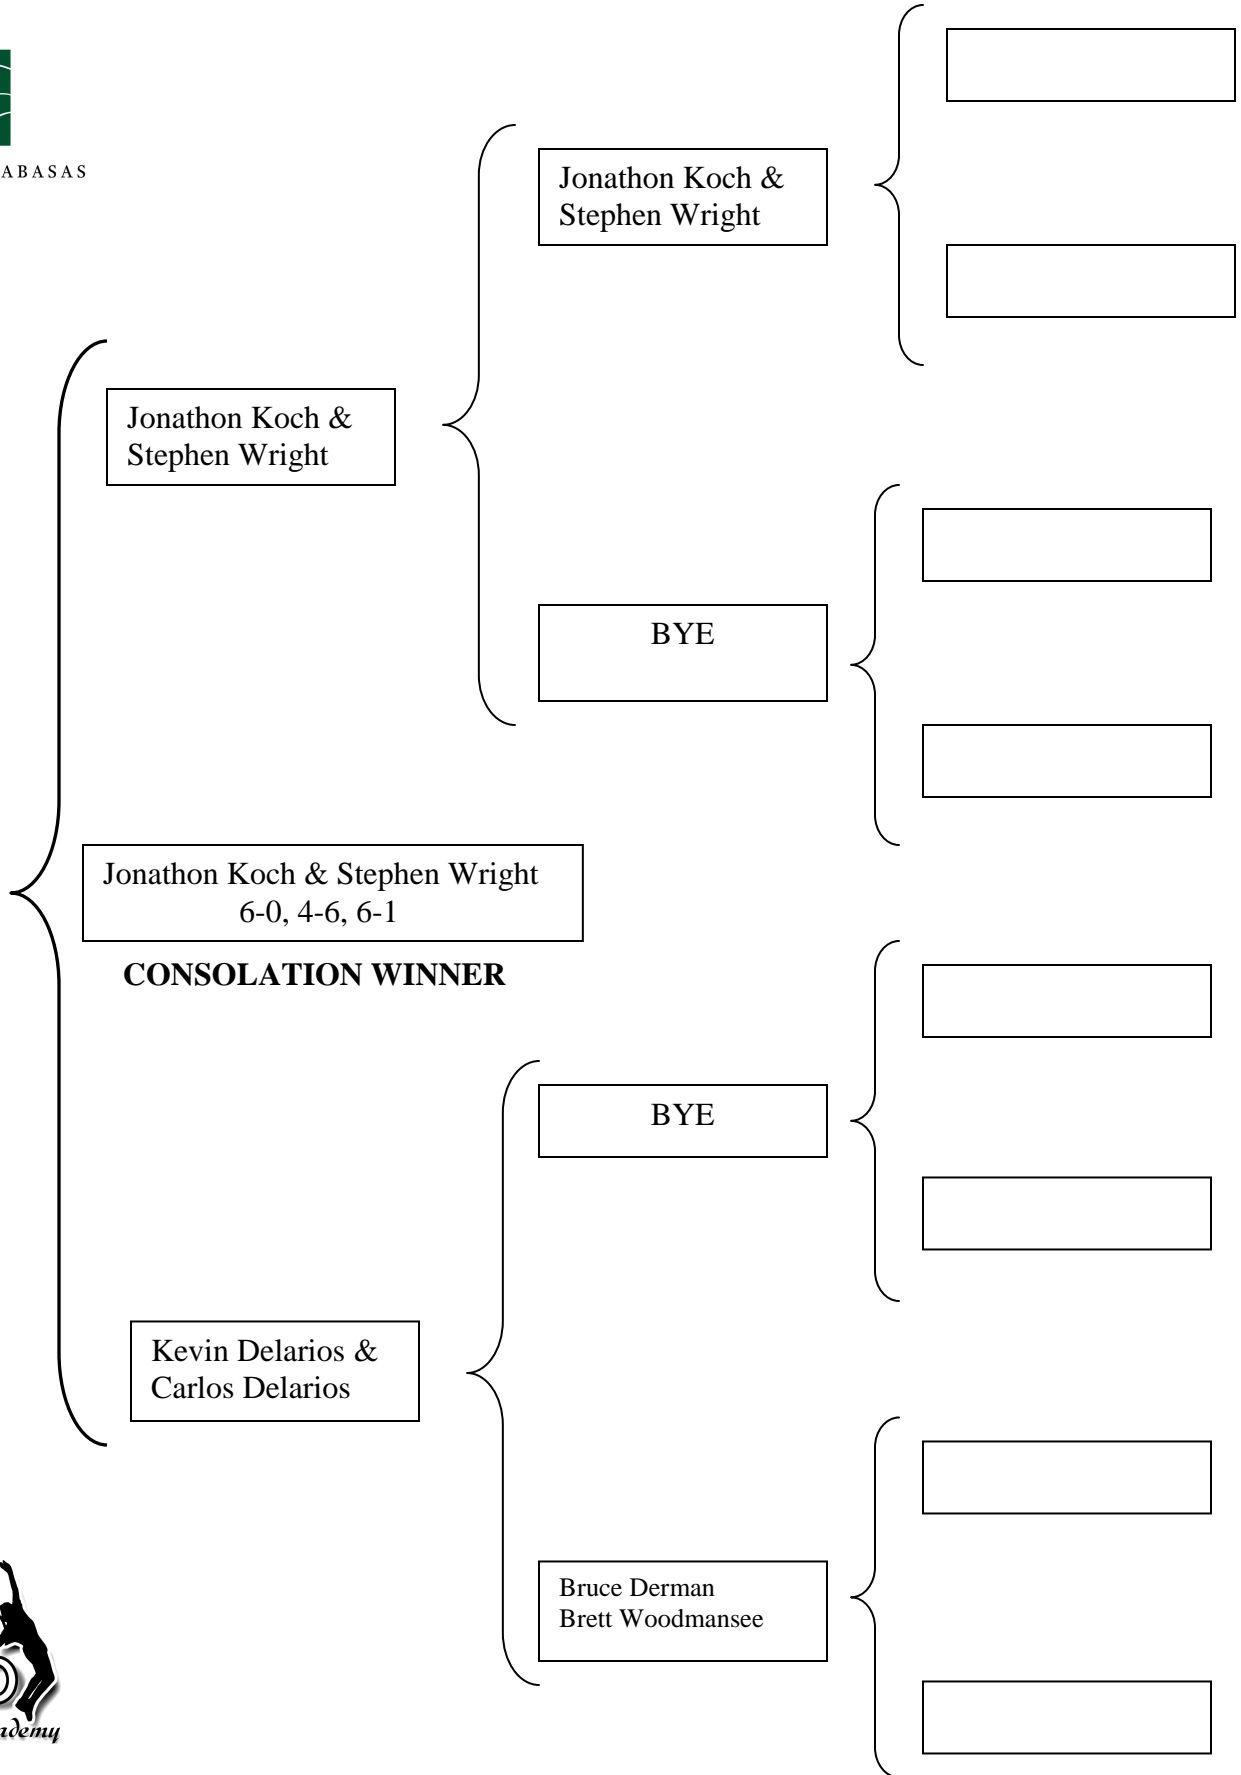 ABASAS
Jonathon Koch &
Stephen Wright
Jonathon Koch &
Stephen Wright
BYE
Jonathon Koch & Stephen Wright
6-0, 4-6, 6-1
CONSOLATION WINNER
BYE
Kevin Delarios &
Carlos Delarios
Bruce Derman
Brett Woodmansee